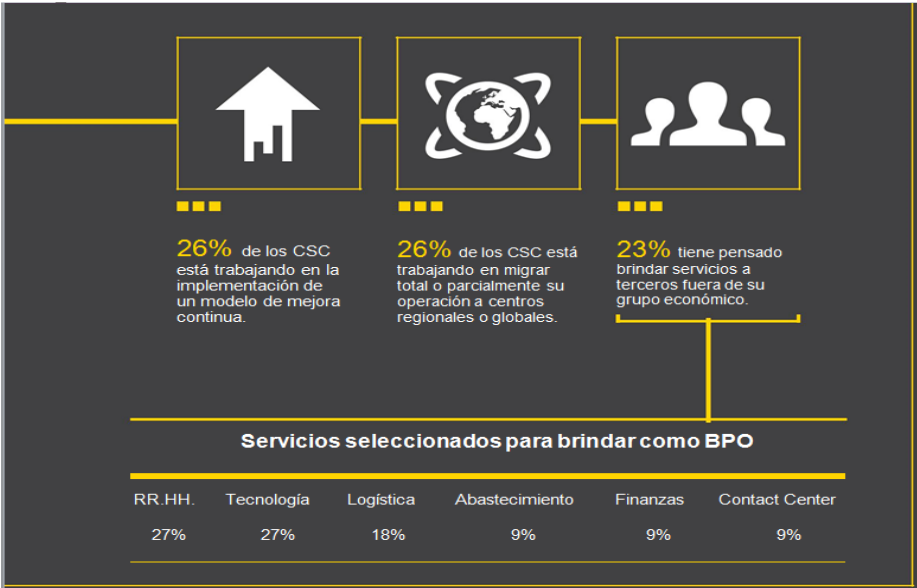 26% de los CSC
está trabajando en la
implementación de
un modelo de mejora
continua.
26% de los CSC está
trabajando en migrar
total o parcialmente su
operación a centros
regionales o globales.
23% tiene pensado
brindar servicios a
terceros fuera de su
grupo económico.
Servicios seleccionados para brindar como BPO
RR.HH. Tecnología Logística Abastecimiento Finanzas Contact Center
27% 27% 18% 9% 9% 9%